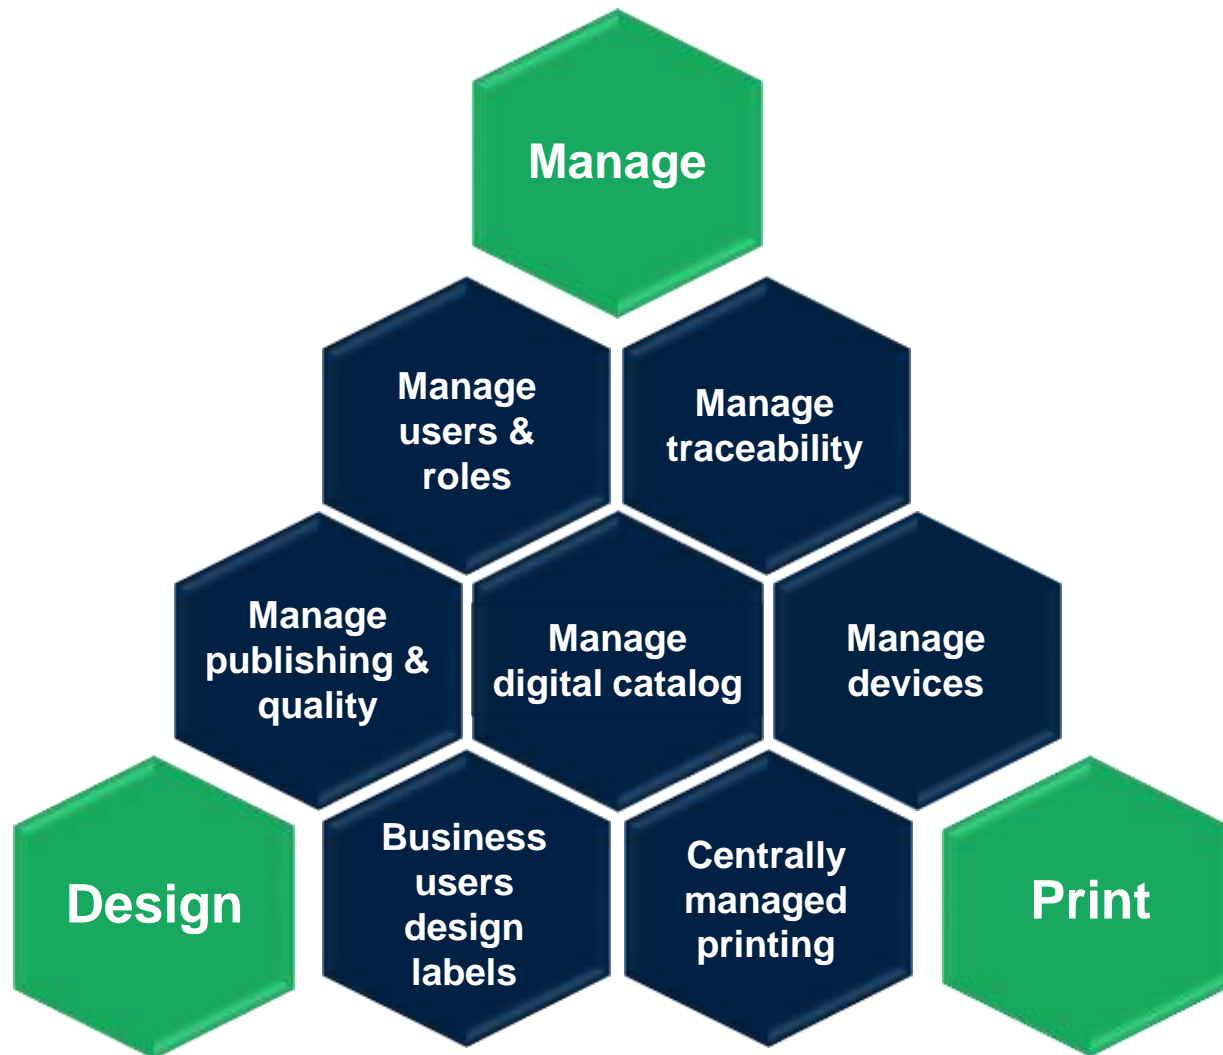 Manage
Manage
users &
roles
Manage
traceability
Manage
publishing &
quality
Manage
digital catalog
Manage
devices
Design
Business
users
design
labels
Centrally
managed
printing
Print